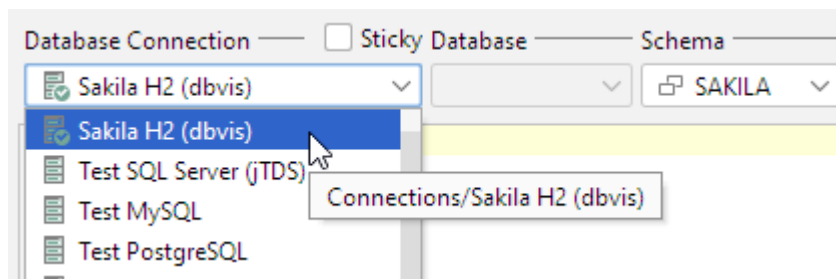 Database Connection Sticky Database Schema
Sakila H2 (dbvis) SAKILA
Sakila H2 (dbvis)
Test SQL Server (jTDS)
Connections/Sakila H2 (dbvis)
Test MySQL
Test PostgreSQL